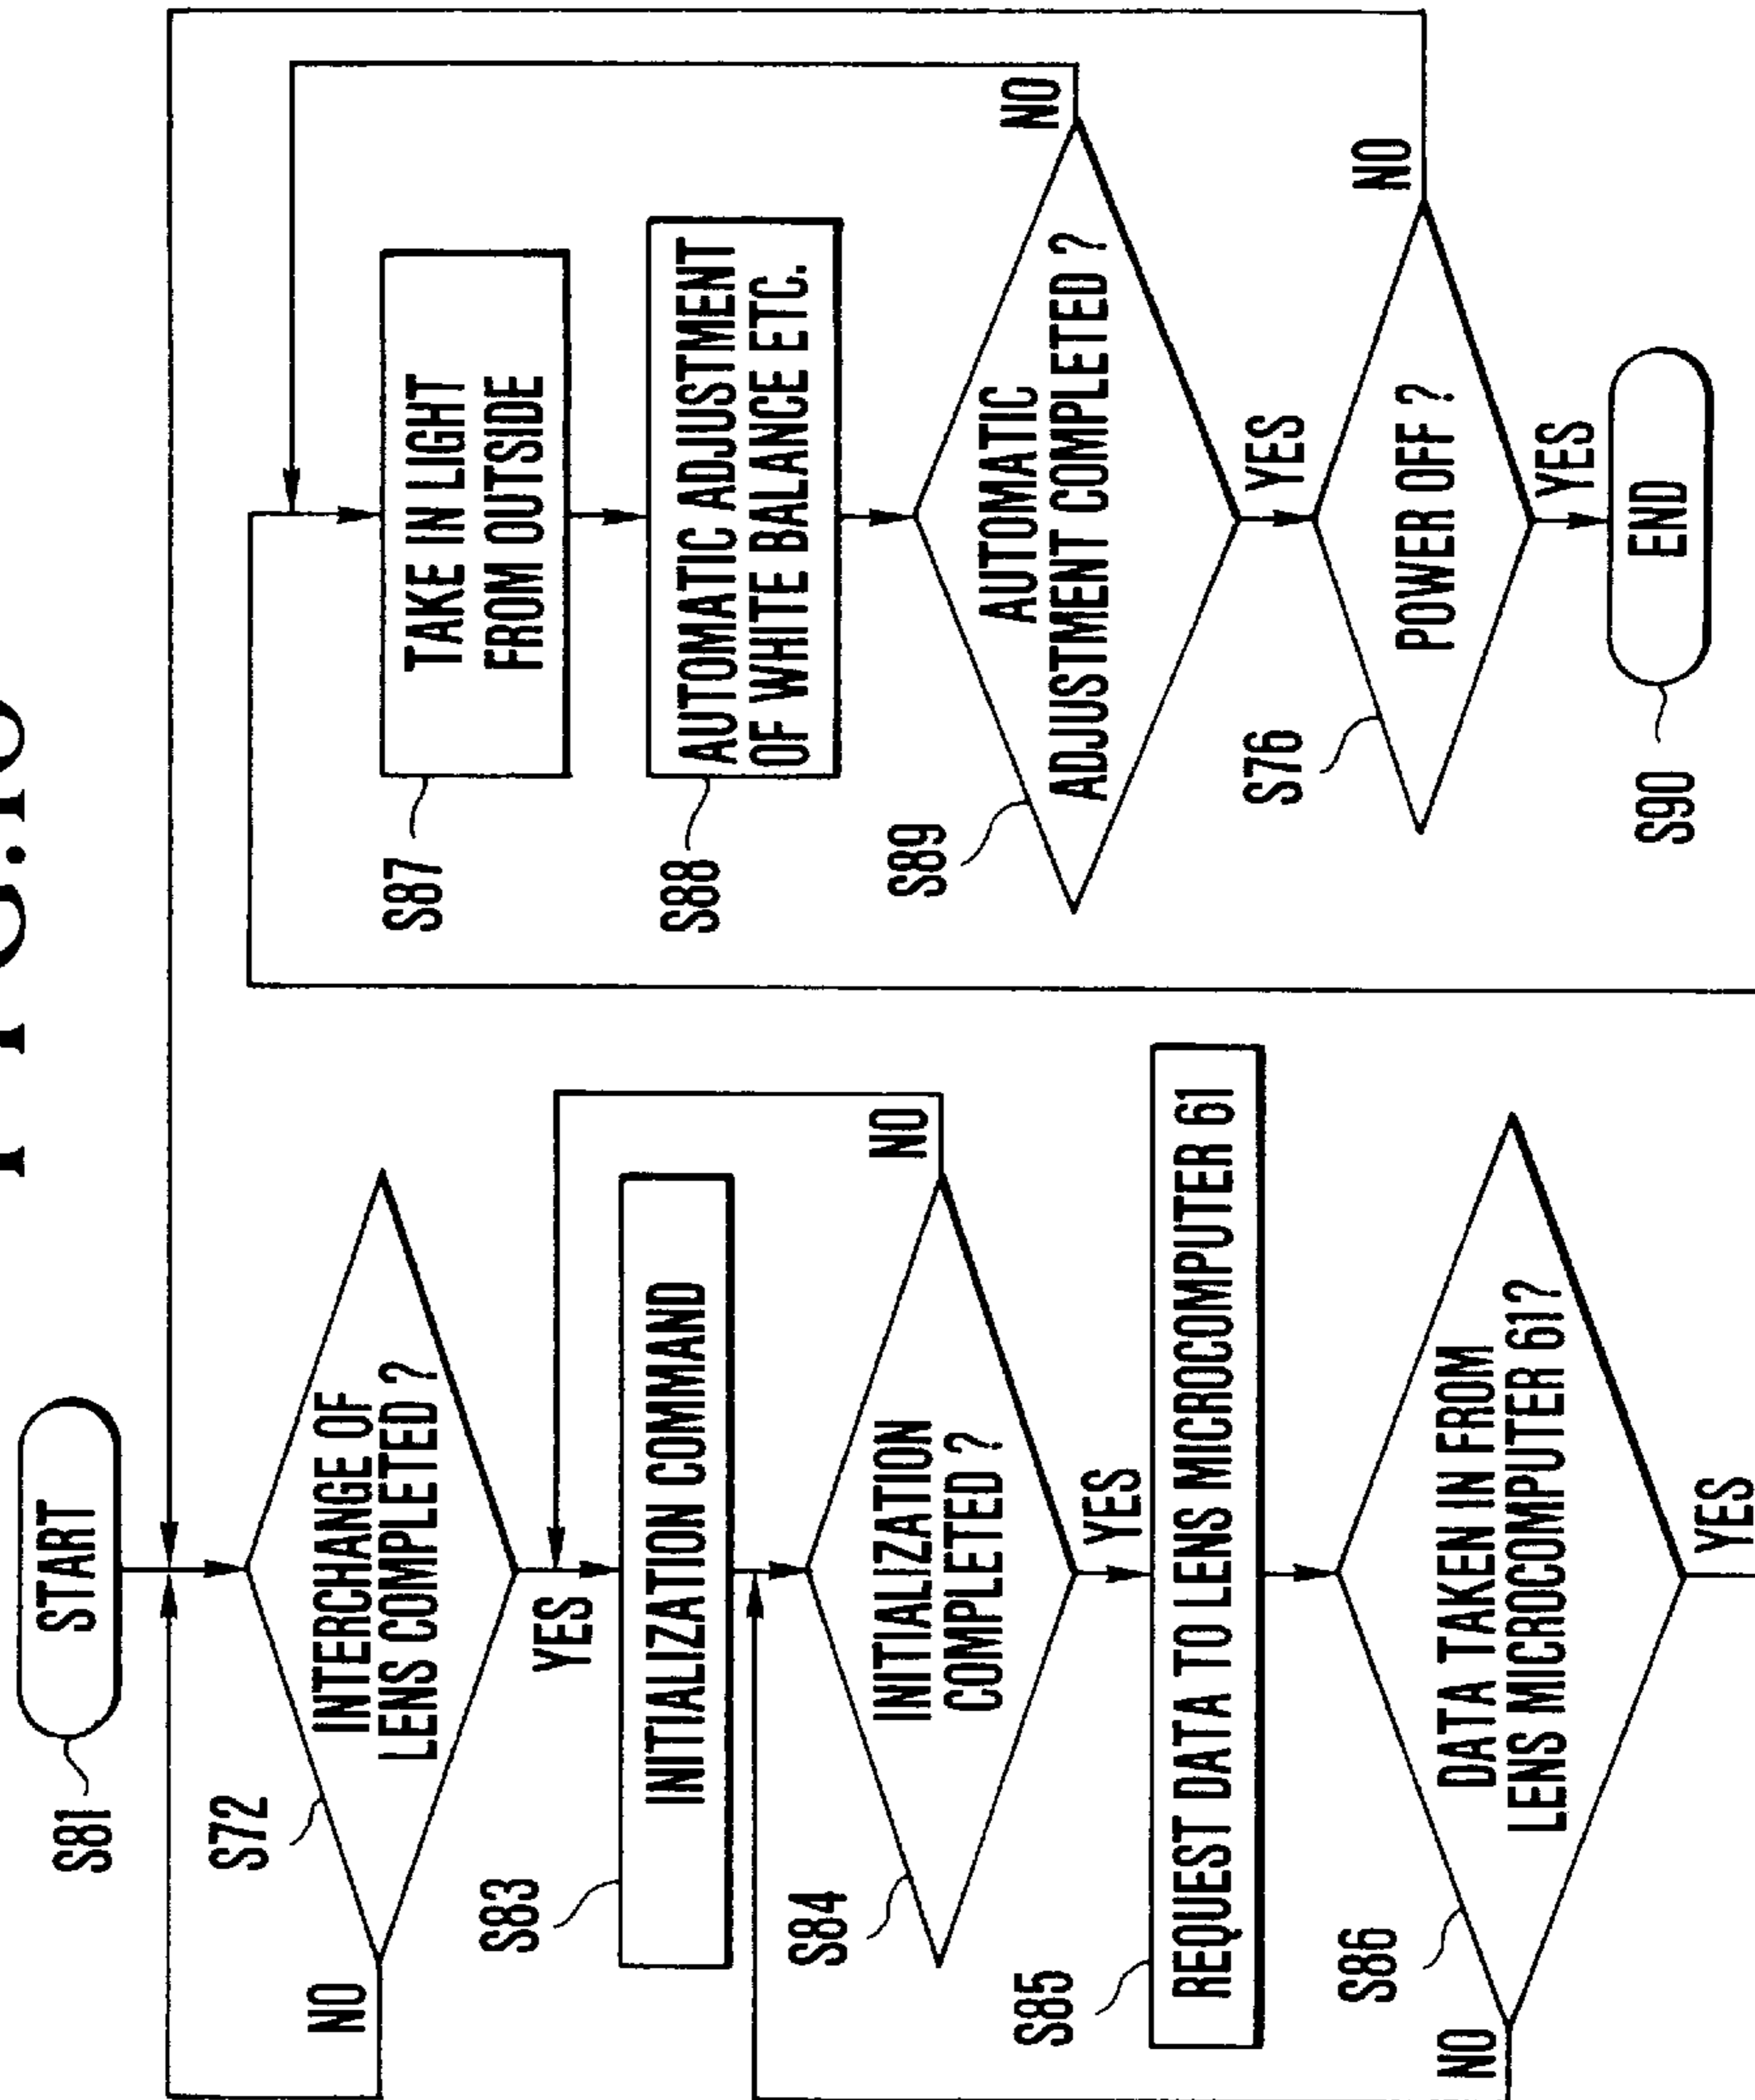 S81
START
S72
INTERCHANGE OF
LENS COMPLETED ?
NO
YES
S83
INITIALIZATION COMMAND
S84
INITIALIZATION
COMPLETED ?
NO
YES
S85
REQUEST DATA TO LENS MICROCOMPUTER 61
S86
DATA TAKEN IN FROM
LENS MICROCOMPUTER 61?
NO
YES
S87
TAKE IN LIGHT
FROM OUTSIDE
S88
AUTOMATIC ADJUSTMENT
OF WHITE BALANCE ETC.
S89
AUTOMATIC
ADJUSTMENT COMPLETED ?
NO
YES
S76
POWER OFF ?
NO
YES
S90
END